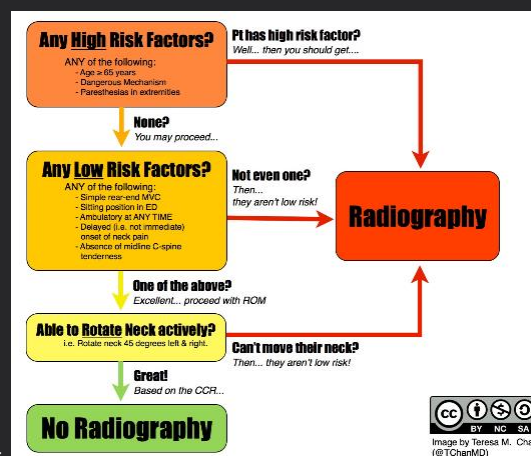 Any High Risk Factors?
ANY of the following:
- Age ≥ 65 years
- Dangerous Mechanism
- Paresthesias in extremities
Pt has high risk factor?
Well... then you should get....
None?
You may proceed...
Any Low Risk Factors?
ANY of the following:
- Simple rear-end MVC
- Sitting position in ED
- Ambulatory at ANY TIME
- Delayed (i.e. not immediate)
onset of neck pain
- Absence of midline C-spine
tenderness
Not even one?
Then...
they aren't low risk!
Radiography
One of the above?
Excellent... proceed with ROM
Able to Rotate Neck actively?
i.e. Rotate neck 45 degrees left & right.
Can't move their neck?
Then... they aren't low risk!
Great!
Based on the CCR...
No Radiography
cc
BY NC SA
Image by Teresa M. Cha
(@TChanMD)